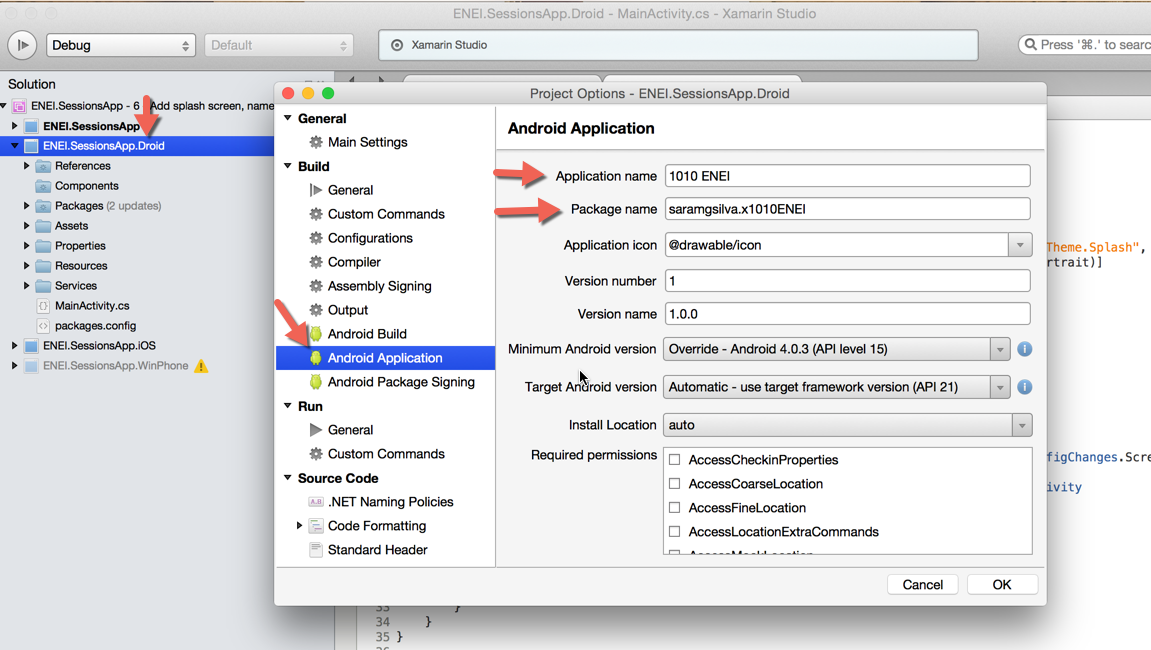 ENEI.SessionsApp.Droid - MainActivity.cs - Xamarin Studio
Debug
Default
Xamarin Studio
Press '⌘.' to searc
Solution
ENEI.SessionsApp - 6 Add splash screen, name
ENEI.SessionsApp
ENEI.SessionsApp.Droid
References
Components
Packages (2 updates)
Assets
Properties
Resources
Services
MainActivity.cs
packages.config
ENEI.SessionsApp.iOS
ENEI.SessionsApp.WinPhone
Project Options - ENEI.SessionsApp.Droid
General
Main Settings
Build
General
Custom Commands
Configurations
Compiler
Assembly Signing
Output
Android Build
Android Application
Android Package Signing
Run
General
Custom Commands
Source Code
A.B .NET Naming Policies
Code Formatting
Standard Header
Android Application
Application name 1010 ENEI
Package name saramgsilva.x1010ENEI
Application icon @drawable/icon
Version number 1
Version name 1.0.0
Minimum Android version Override - Android 4.0.3 (API level 15)
Target Android version Automatic - use target framework version (API 21)
Install Location auto
Required permissions
AccessCheckinProperties
AccessCoarseLocation
AccessFineLocation
AccessLocationExtraCommands
AccessMockLocation
Cancel OK
Theme.Splash",
rtrait)]
figChanges.Scre
ivity
33 }
34 }
35 }